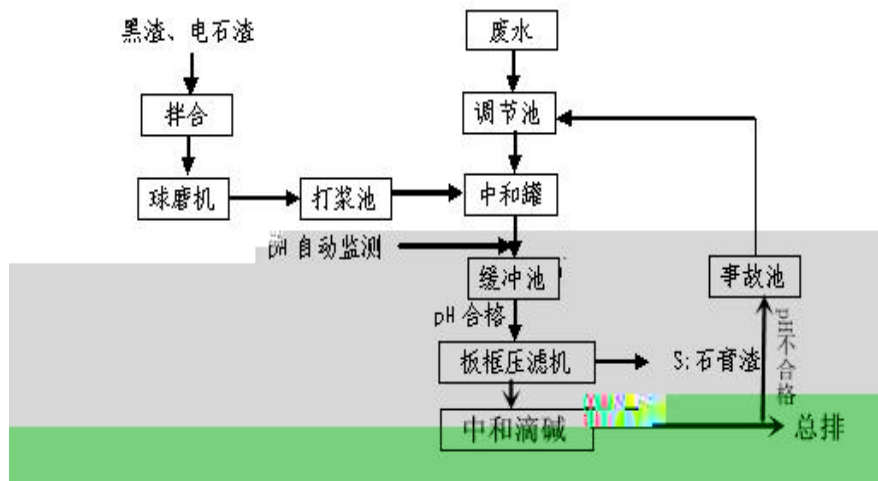 黑渣、电石渣
废水
拌合
调节池
球磨机
打浆池
中和罐
pH 自动监测
缓冲池
事故池
pH 合格
pH不合格
板框压滤机
S:石膏渣
中和滴碱
总排